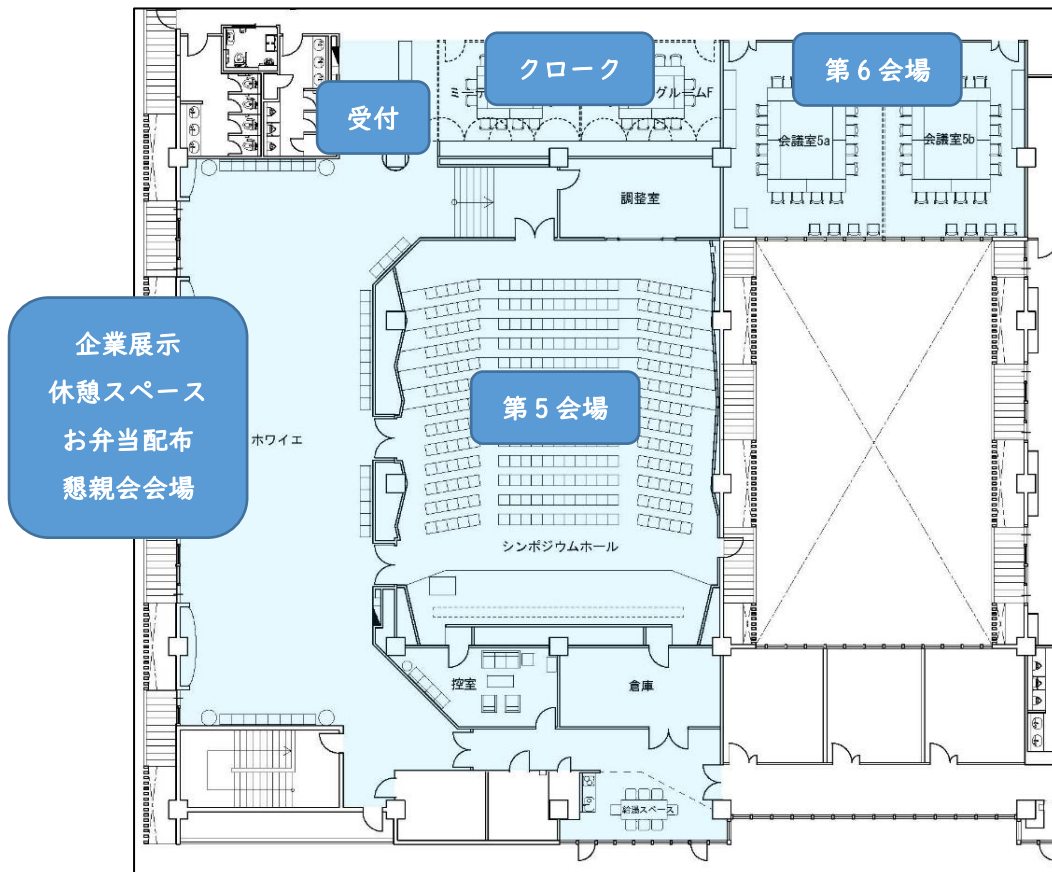 クローク
第6会場
受付
ミーテ
グルームF
会議室5a
会議室5b
調整室
企業展示
休憩スペース
お弁当配布
懇親会会場
ホワイエ
第5会場
シンポジウムホール
控室
倉庫
給湯スペース